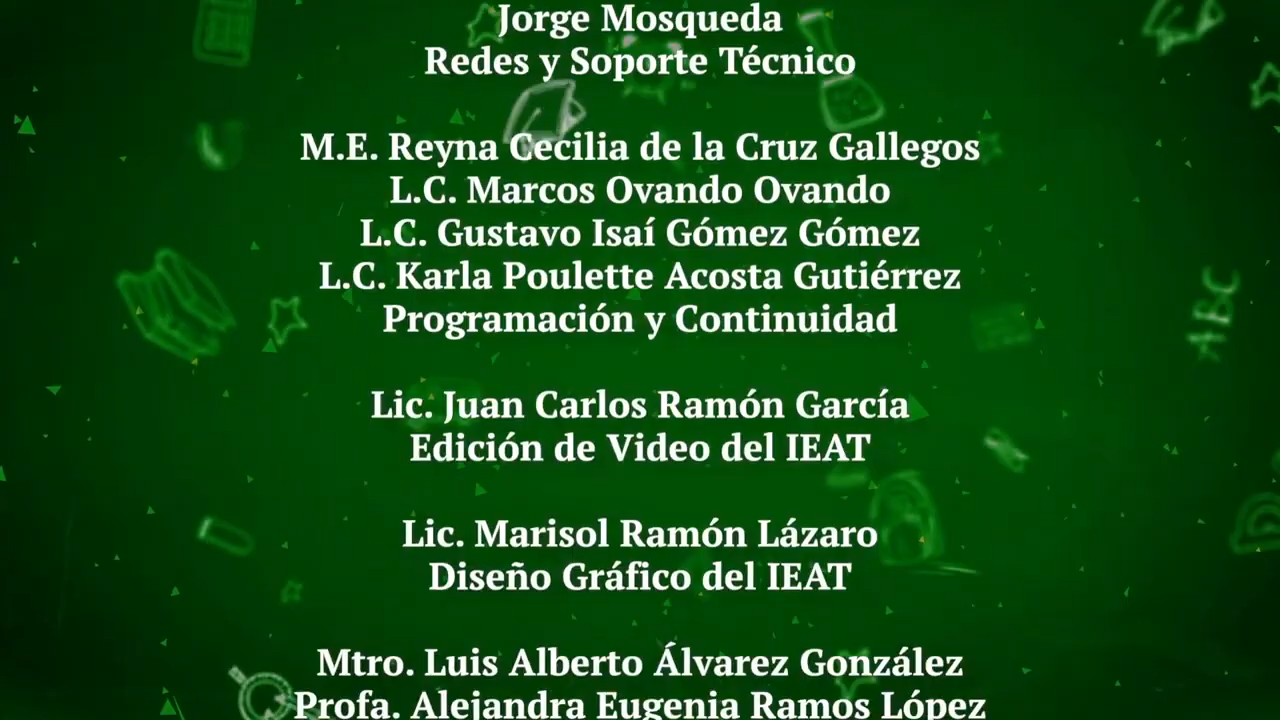 Jorge Mosqueda
Redes y Soporte Técnico
M.E. Reyna Cecilia de la Cruz Gallegos
L.C. Marcos Ovando Ovando
L.C. Gustavo Isaí Gómez Gómez
L.C. Karla Poulette Acosta Gutiérrez
Programación y Continuidad
Lic. Juan Carlos Ramón García
Edición de Video del IEAT
Lic. Marisol Ramón Lázaro
Diseño Gráfico del IEAT
Mtro. Luis Alberto Álvarez González
Profa. Alejandra Eugenia Ramos López
ABC